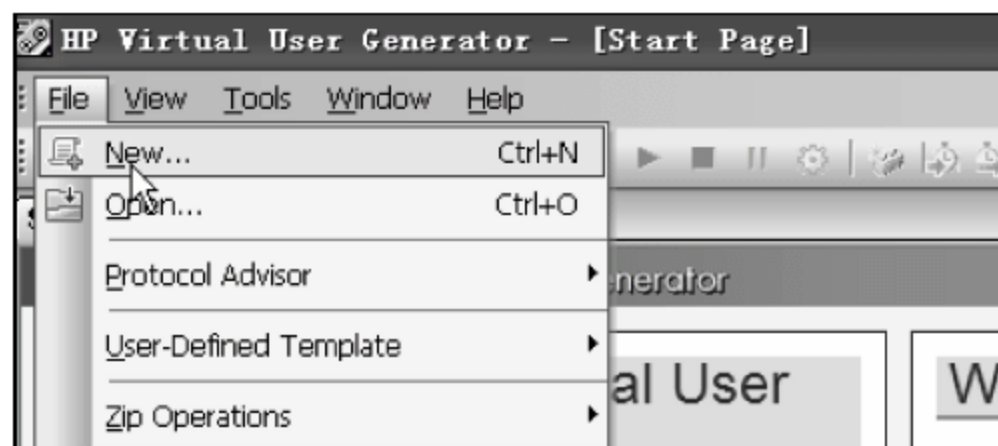 HP Virtual User Generator - [Start Page]
File View Tools Window Help
New... Ctrl+N
Open... Ctrl+O
Protocol Advisor
nerator
User-Defined Template
al User
W
Zip Operations